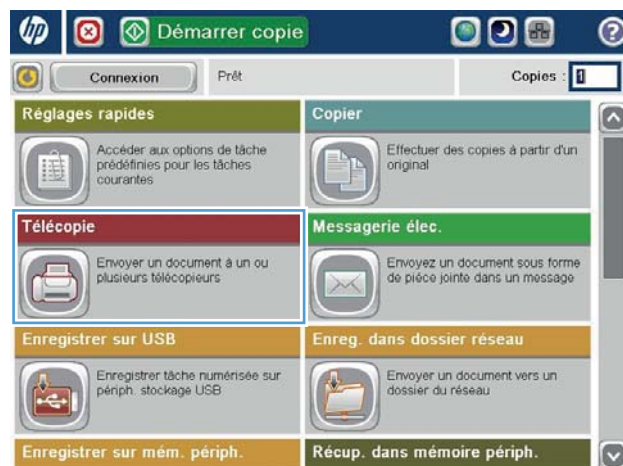 hp
Démarrer copie
?
Connexion
Prêt
Copies :
1
Réglages rapides
Copier
Accéder aux options de tâche
prédéfinies pour les tâches
courantes
Effectuer des copies à partir d'un
original
Télécopie
Messagerie élec.
Envoyer un document à un ou
plusieurs télécopieurs
Envoyez un document sous forme
de pièce jointe dans un message
Enregistrer sur USB
Enreg. dans dossier réseau
Enregistrer tâche numérisée sur
périph. stockage USB
Envoyer un document vers un
dossier du réseau
Enregistrer sur mém. périph.
Récup. dans mémoire périph.